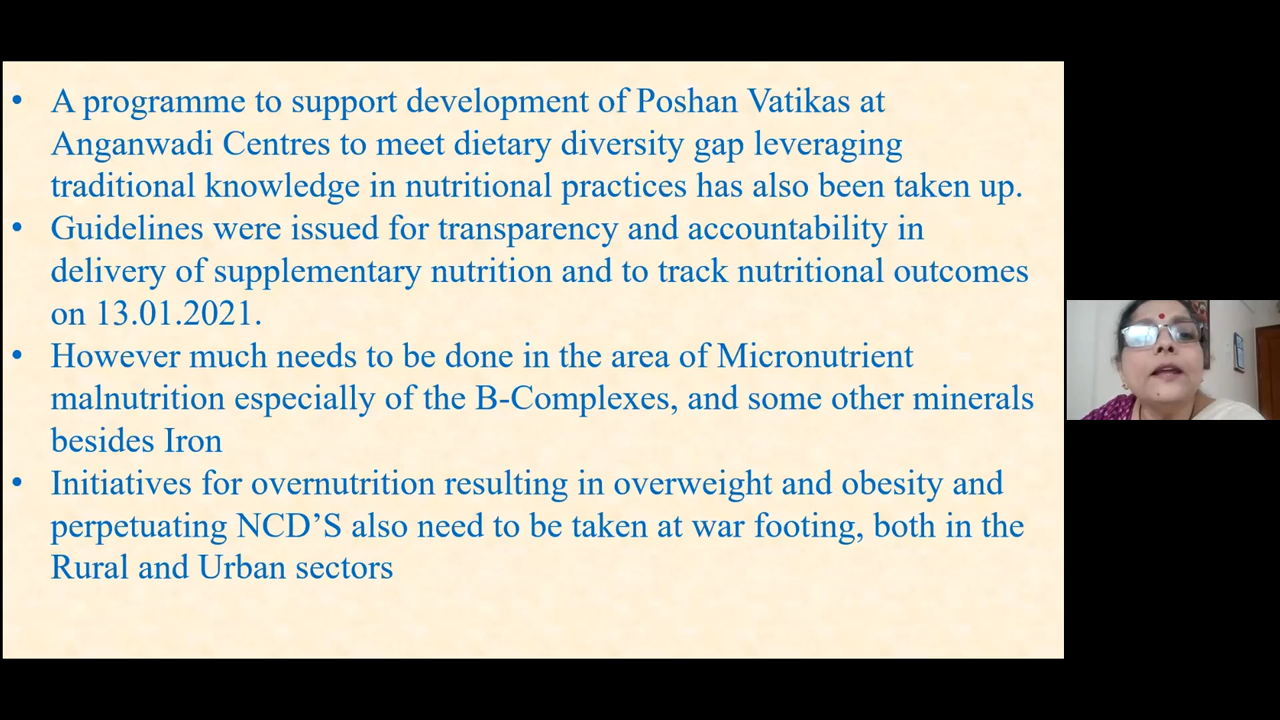 • A programme to support development of Poshan Vatikas at
Anganwadi Centres to meet dietary diversity gap leveraging
traditional knowledge in nutritional practices has also been taken up.
• Guidelines were issued for transparency and accountability in
delivery of supplementary nutrition and to track nutritional outcomes
on 13.01.2021.
• However much needs to be done in the area of Micronutrient
malnutrition especially of the B-Complexes, and some other minerals
besides Iron
• Initiatives for overnutrition resulting in overweight and obesity and
perpetuating NCD’S also need to be taken at war footing, both in the
Rural and Urban sectors